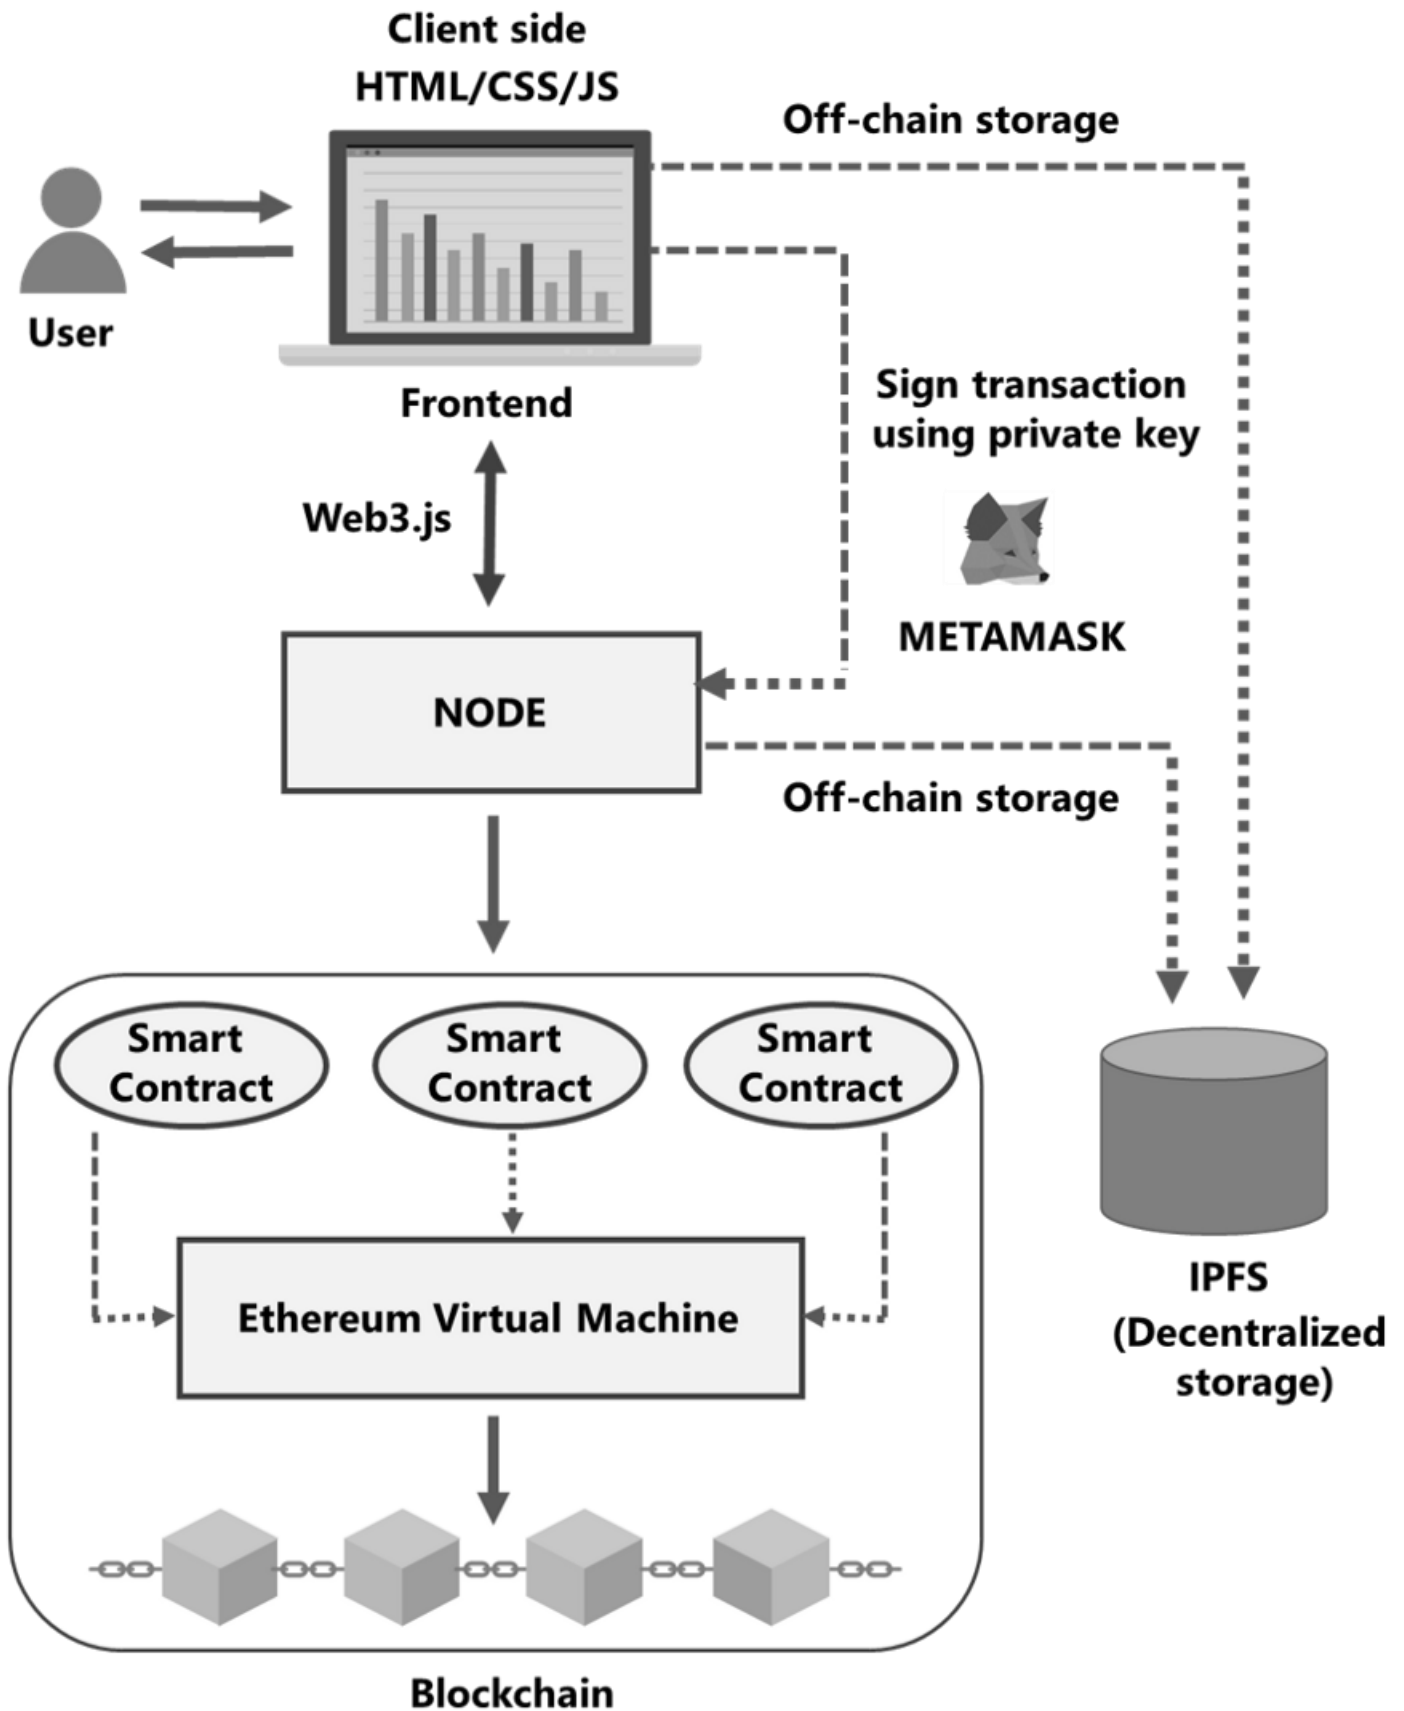 Client side
HTML/CSS/JS
Off-chain storage
User
Frontend
Sign transaction
using private key
Web3.js
METAMASK
NODE
Off-chain storage
Smart
Contract
Smart
Contract
Smart
Contract
Ethereum Virtual Machine
IPFS
(Decentralized
storage)
Blockchain